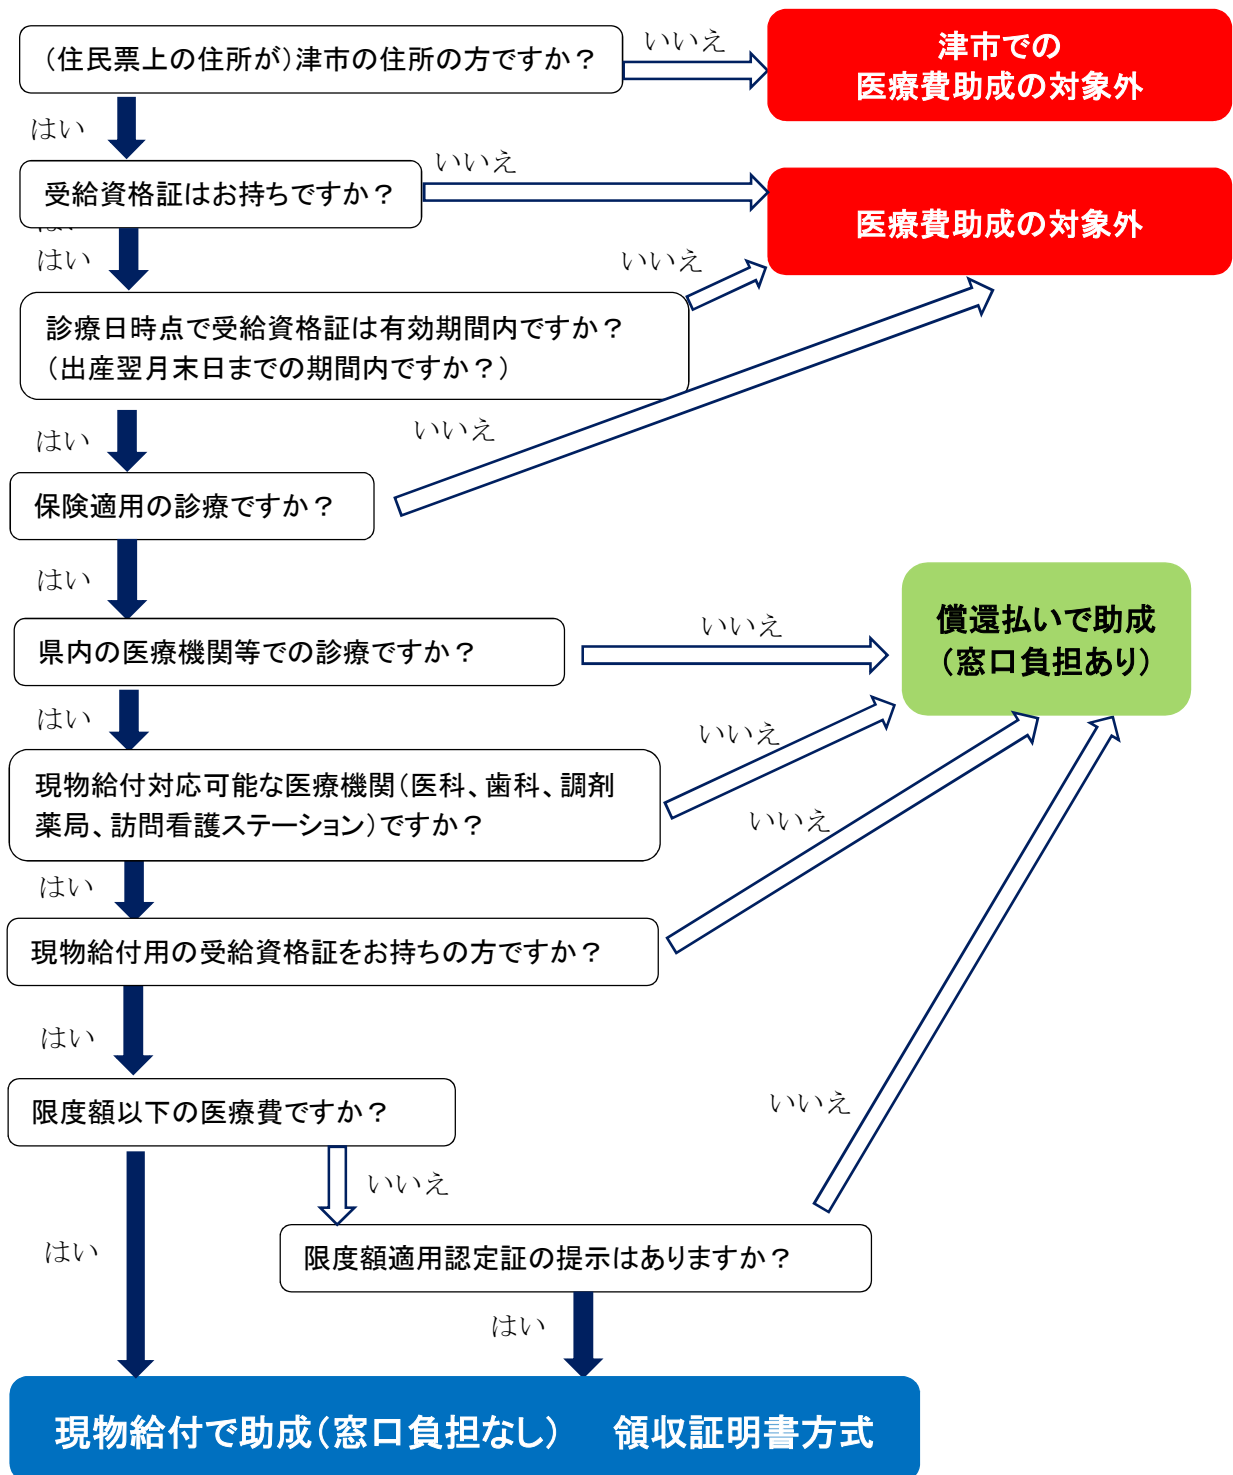 （住民票上の住所が）津市の住所の方ですか？
いいえ
津市での
医療費助成の対象外
はい
受給資格証はお持ちですか？
いいえ
医療費助成の対象外
はい
診療日時点で受給資格証は有効期間内ですか？
（出産翌月末日までの期間内ですか？）
いいえ
はい
保険適用の診療ですか？
いいえ
はい
県内の医療機関等での診療ですか？
いいえ
償還払いで助成
（窓口負担あり）
はい
現物給付対応可能な医療機関（医科、歯科、調剤
薬局、訪問看護ステーション）ですか？
いいえ
はい
現物給付用の受給資格証をお持ちの方ですか？
いいえ
はい
限度額以下の医療費ですか？
いいえ
限度額適用認定証の提示はありますか？
いいえ
はい
はい
現物給付で助成（窓口負担なし）　領収証明書方式